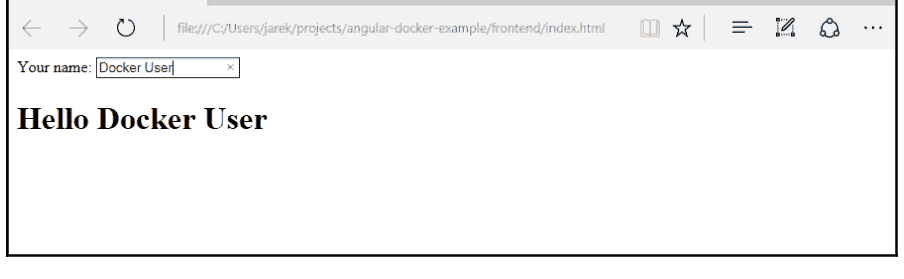 file:///C:/Users/jarek/projects/angular-docker-example/frontend/index.html
Your name: Docker User
Hello Docker User